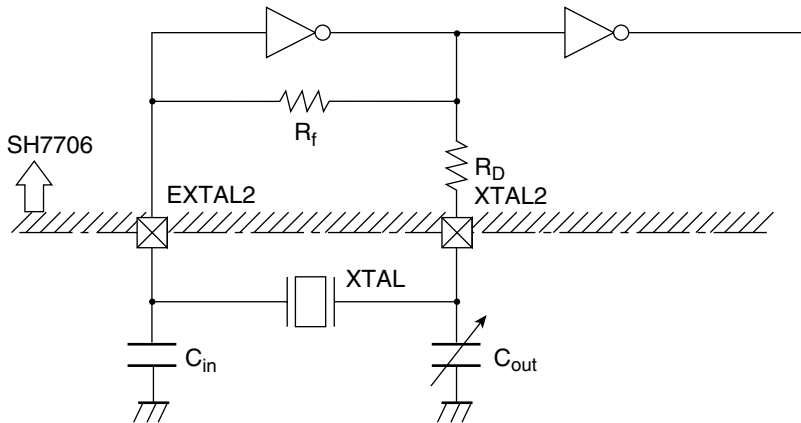 Rf
SH7706
RD
EXTAL2
XTAL2
XTAL
Cin
Cout